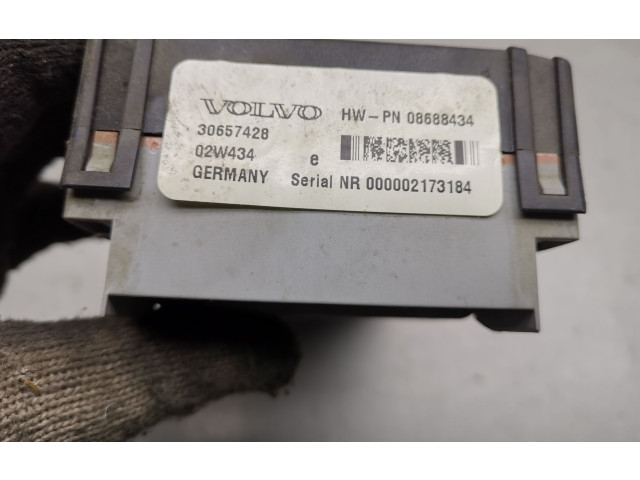 VOLVO HW-PN 08688434
30657428
02W434 e
GERMANY Serial NR 000002173184